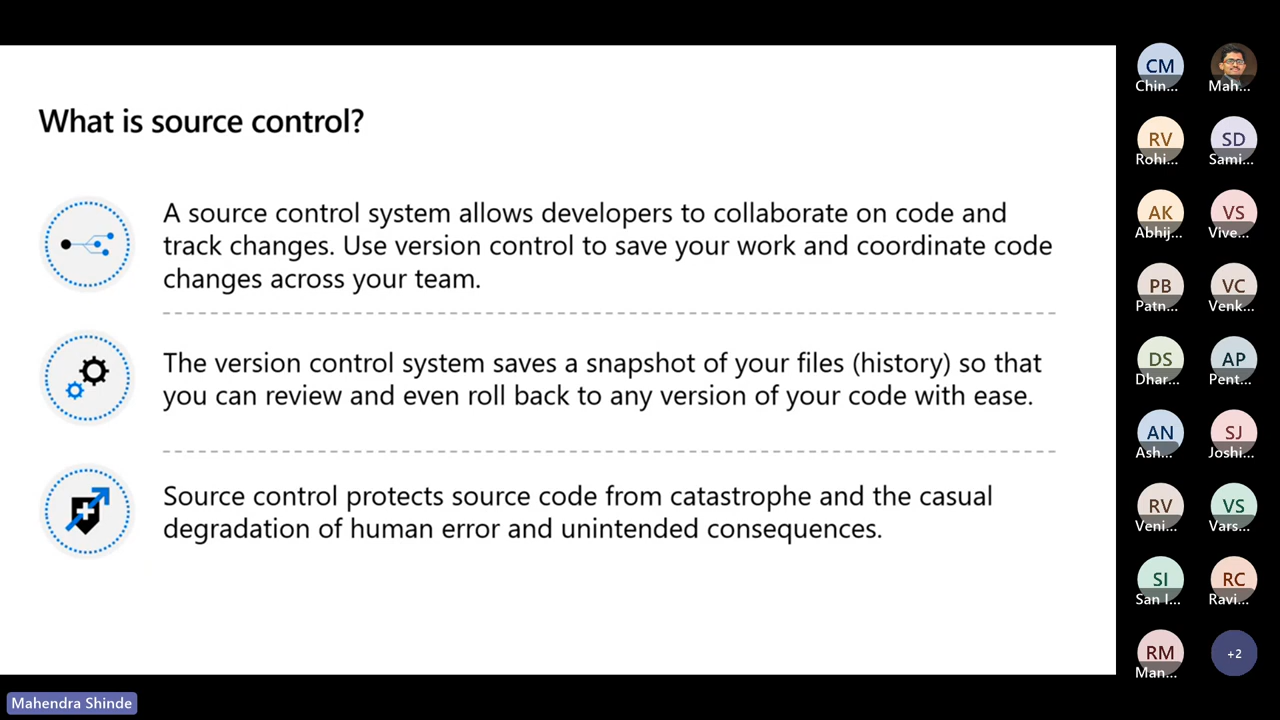 What is source control?
A source control system allows developers to collaborate on code and
track changes. Use version control to save your work and coordinate code
changes across your team.
The version control system saves a snapshot of your files (history) so that
you can review and even roll back to any version of your code with ease.
Source control protects source code from catastrophe and the casual
degradation of human error and unintended consequences.
CM
Chin... Mah...
RV SD
Rohi... Sami...
AK VS
Abhij... Vive...
PB VC
Patn... Venk...
DS AP
Dhar... Pent...
AN SJ
Ash... Joshi...
RV VS
Veni... Vars...
SI RC
San I... Ravi...
RM +2
Man...
Mahendra Shinde